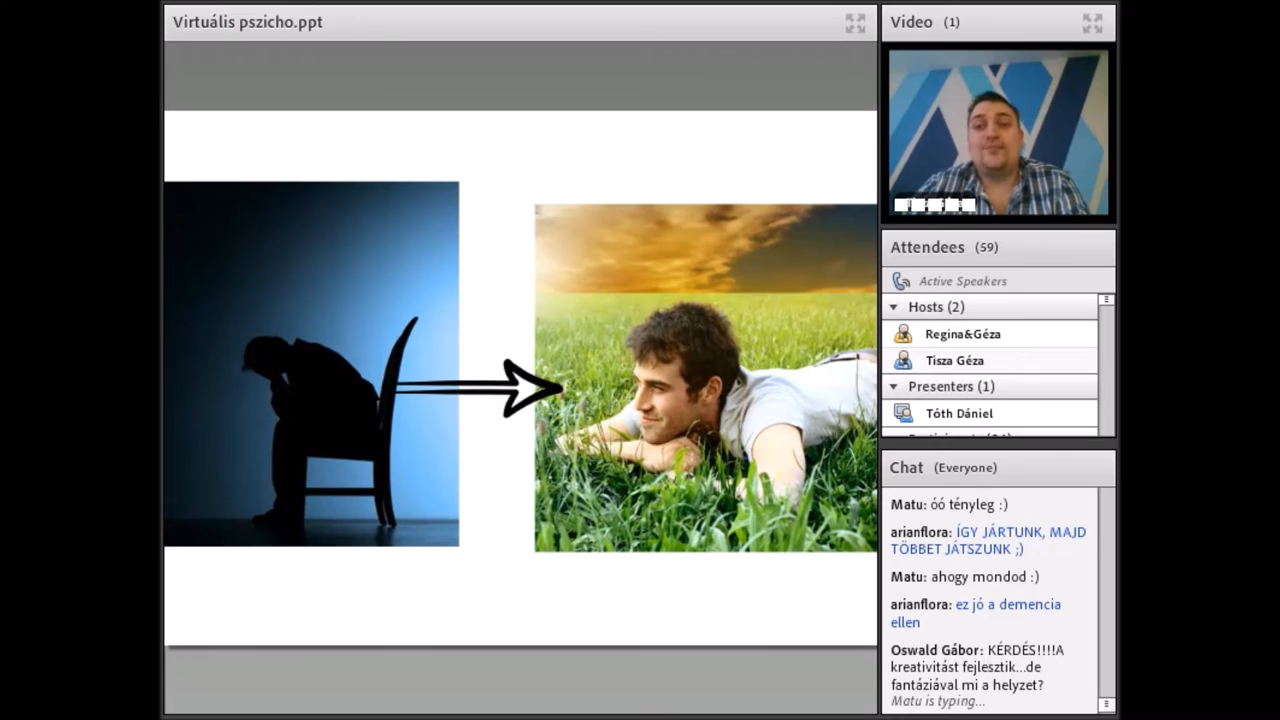 Virtuális pszicho.ppt
Video (1)
Attendees (59)
Active Speakers
Hosts (2)
Regina&Géza
Tisza Géza
Presenters (1)
Tóth Dániel
Chat (Everyone)
Matu: óó tényleg :)
arianflora: ÍGY JÁRTUNK, MAJD
TÖBBET JÁTSZUNK ;)
Matu: ahogy mondod :)
arianflora: ez jó a demencia
ellen
Oswald Gábor: KÉRDÉS!!!!A
kreativitást fejlesztik...de
fantáziával mi a helyzet?
Matu is typing...